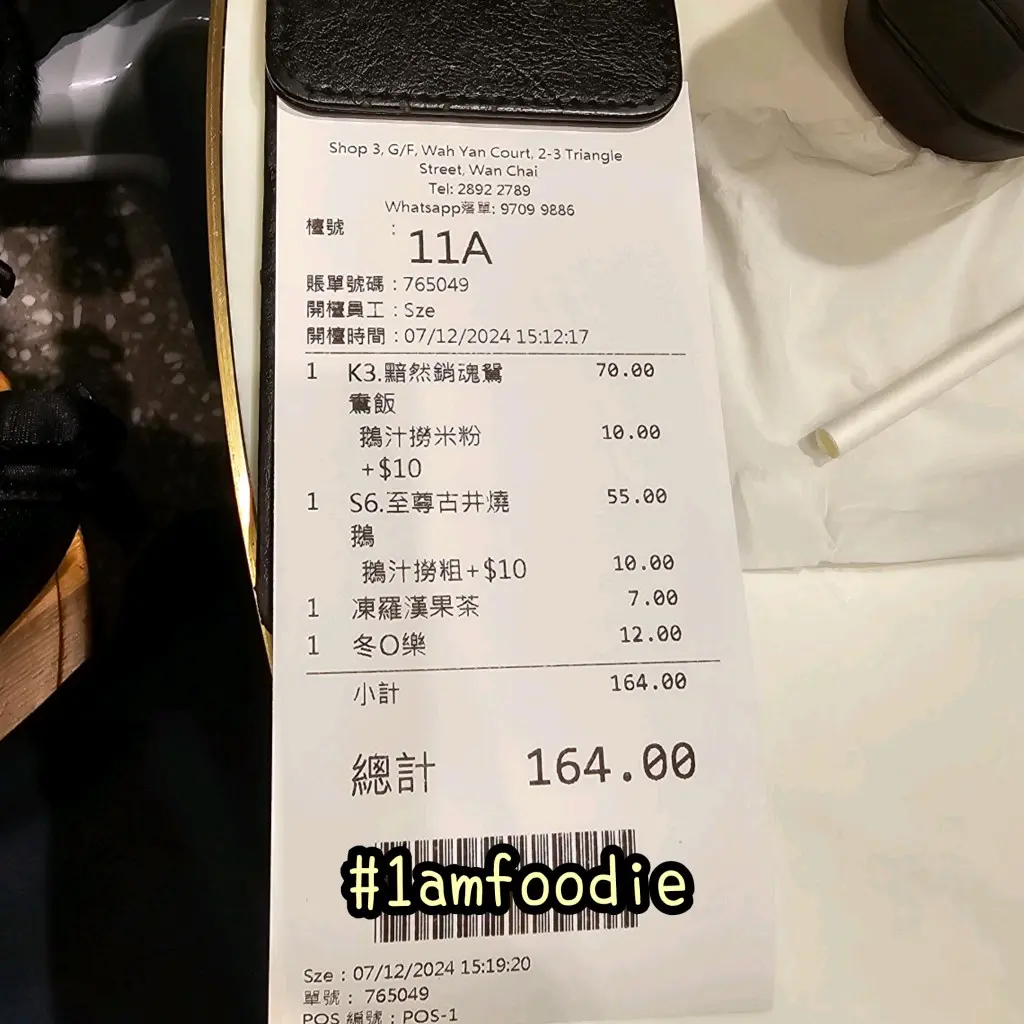 Shop 3, G/F, Wah Yan Court, 2-3 Triangle
Street, Wan Chai
Tel: 2892 2789
Whatsapp落單: 9709 9886
檯號 : 11A
賬單號碼 : 765049
開檯員工 : Sze
開檯時間 : 07/12/2024 15:12:17
1 K3.黯然銷魂鴛 70.00
鴦飯
鵝汁撈米粉 10.00
+$10
1 S6.至尊古井燒 55.00
鵝
鵝汁撈粗+$10 10.00
1 凍羅漢果茶 7.00
1 冬O樂 12.00
小計 164.00
總計 164.00
#1amfoodie
Sze : 07/12/2024 15:19:20
單號 : 765049
POS 編號 : POS-1